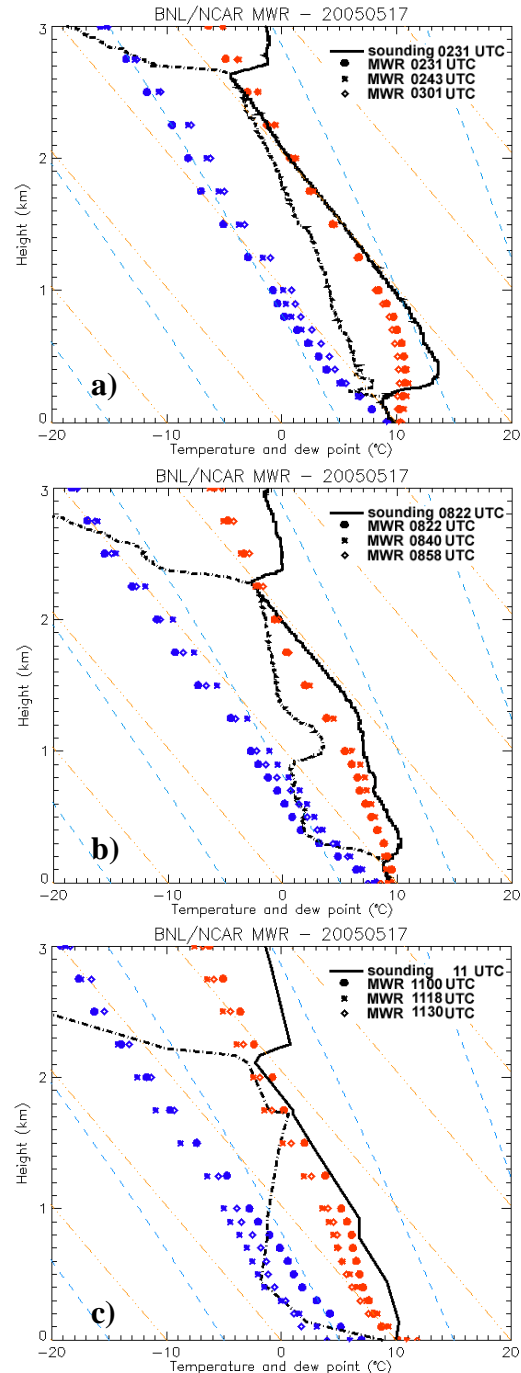 BNL/NCAR MWR - 20050517
sounding 0231 UTC
MWR 0231 UTC
MWR 0243 UTC
MWR 0301 UTC
3
2
1
0
Height (km)
a)
-20 -10 0 10 20
Temperature and dew point (°C)
BNL/NCAR MWR - 20050517
sounding 0822 UTC
MWR 0822 UTC
MWR 0840 UTC
MWR 0858 UTC
3
2
1
0
Height (km)
b)
-20 -10 0 10 20
Temperature and dew point (°C)
BNL/NCAR MWR - 20050517
sounding 11 UTC
MWR 1100 UTC
MWR 1118 UTC
MWR 1130 UTC
3
2
1
0
Height (km)
c)
-20 -10 0 10 20
Temperature and dew point (°C)